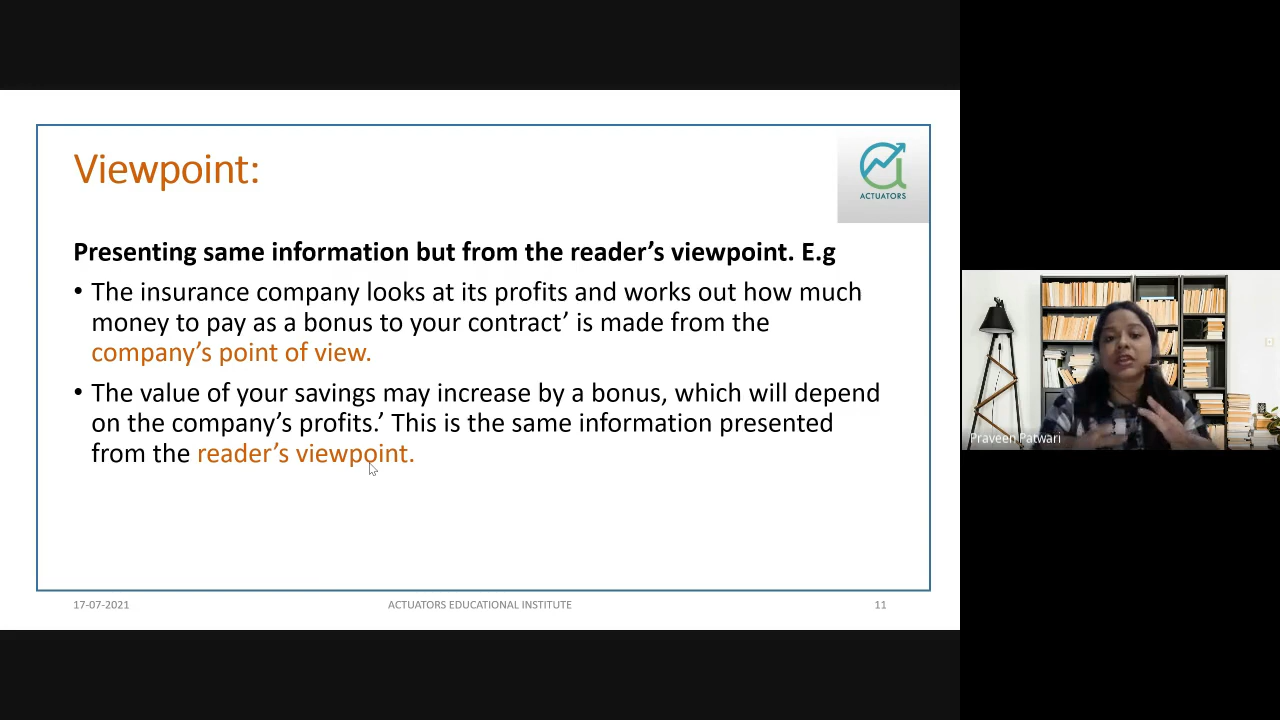 Viewpoint:
ACTUATORS
Presenting same information but from the reader’s viewpoint. E.g
• The insurance company looks at its profits and works out how much
money to pay as a bonus to your contract’ is made from the
company’s point of view.
• The value of your savings may increase by a bonus, which will depend
on the company’s profits.’ This is the same information presented
from the reader’s viewpoint.
17-07-2021
ACTUATORS EDUCATIONAL INSTITUTE
11
Praveen Patwari